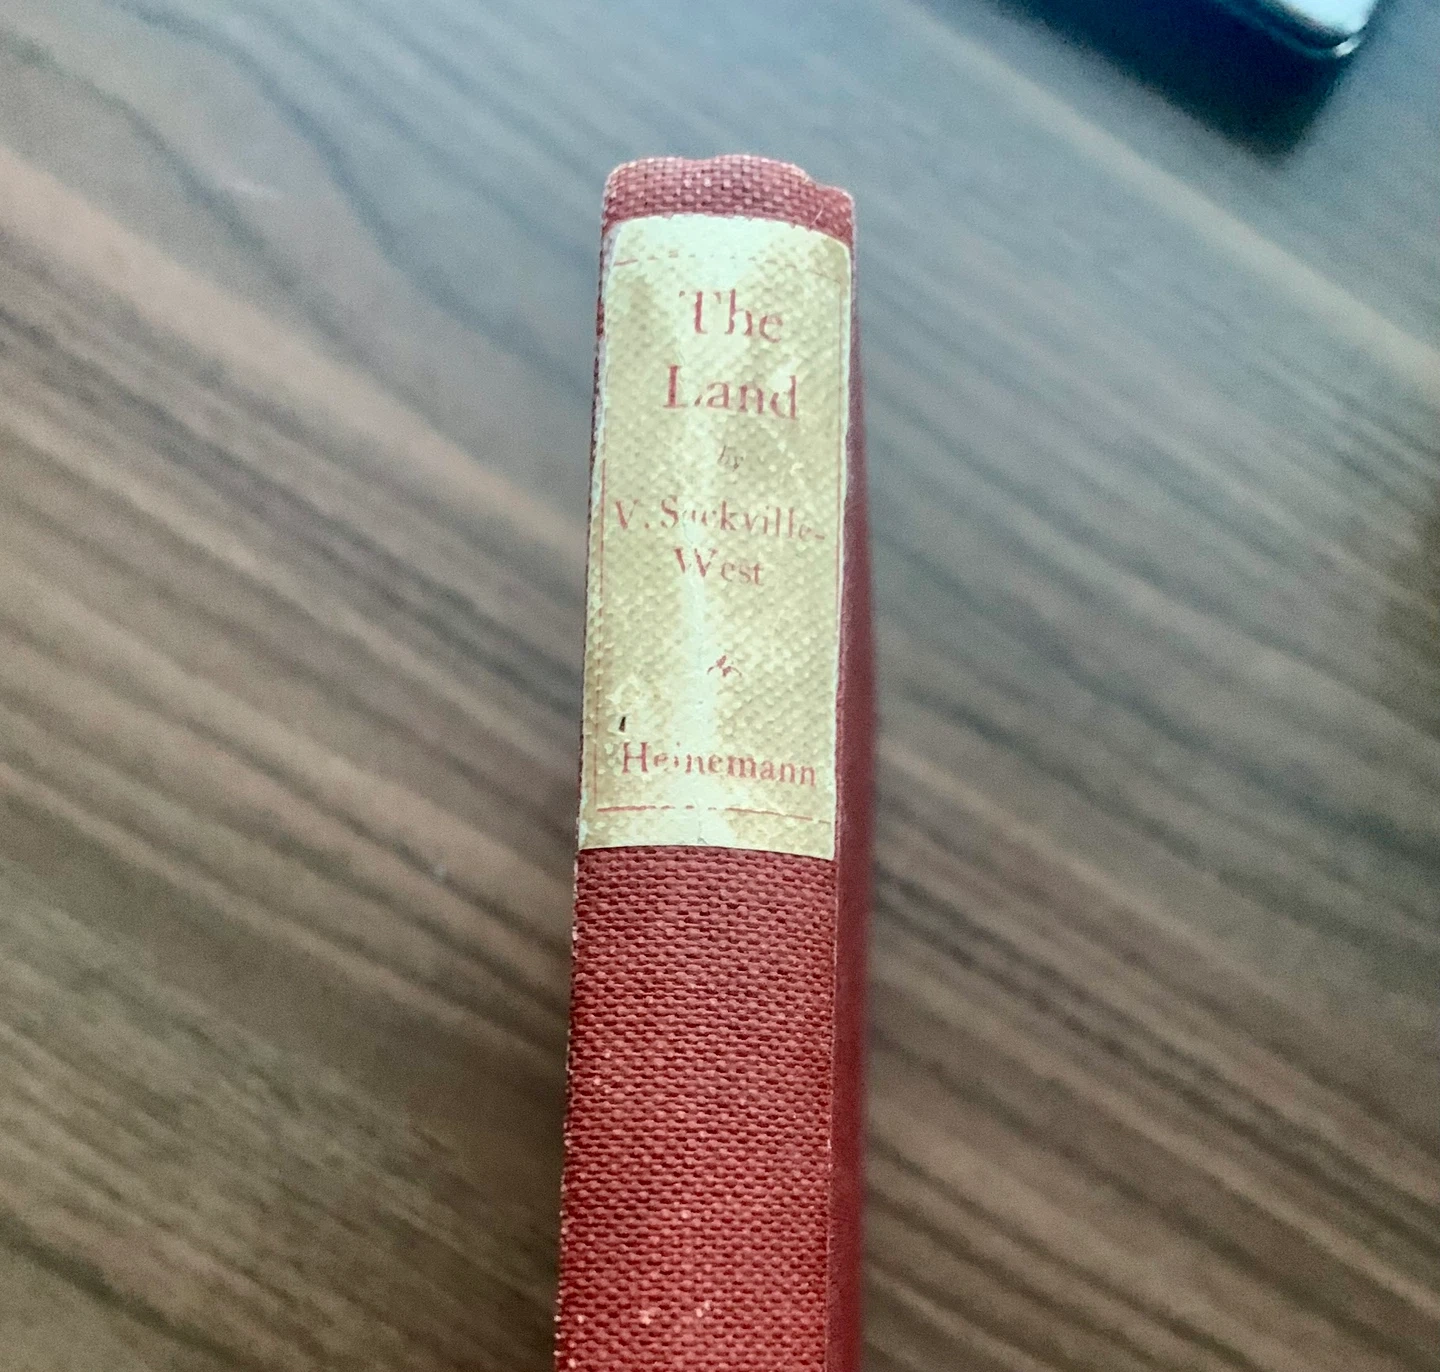 The
Land
by
V. Sackville-
West
Heinemann